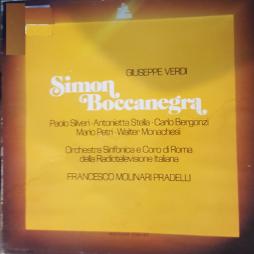 GIUSEPPE VERDI
Simon
Boccanegra
Paolo Silveri · Antonietta Stella · Carlo Bergonzi
Mario Petri · Walter Monachesi
Orchestra Sinfonica e Coro di Roma
della Radiotelevisione Italiana
FRANCESCO MOLINARI PRADELLI